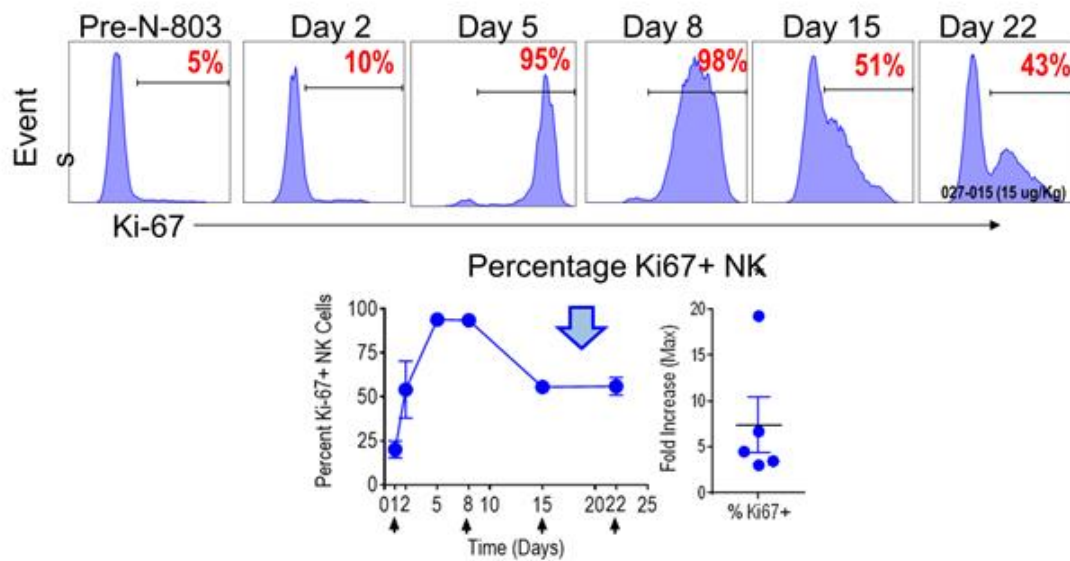 Pre-N-803 Day 2 Day 5 Day 8 Day 15 Day 22
5% 10% 95% 98% 51% 43%
Event
s
027-015 (15 ug/Kg)
Ki-67
Percentage Ki67+ NK
Percent Ki-67+ NK Cells
100
75
50
25
0
0 1 2 5 8 10 15 20 22 25
Time (Days)
Fold Increase (Max)
20
15
10
5
0
% Ki67+